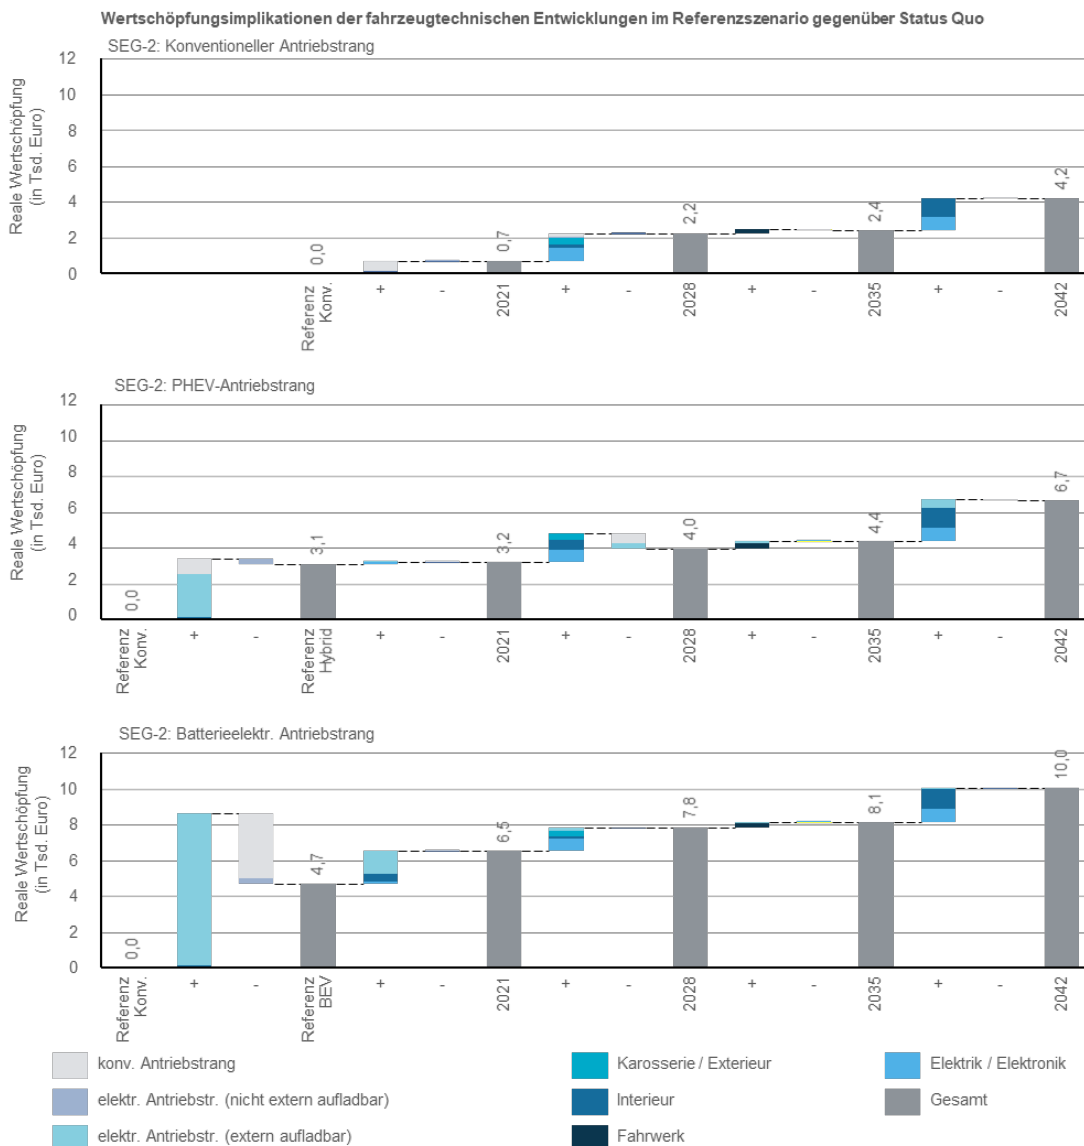 Wertschöpfungsimplikationen der fahrzeugtechnischen Entwicklungen im Referenzszenario gegenüber Status Quo
SEG-2: Konventioneller Antriebstrang
Reale Wertschöpfung
(in Tsd. Euro)
12
10
8
6
4
2
0
0,0
0,7
2,2
2,4
4,2
Referenz
Konv.
+
-
2021
+
-
2028
+
-
2035
+
-
2042
SEG-2: PHEV-Antriebstrang
Reale Wertschöpfung
(in Tsd. Euro)
12
10
8
6
4
2
0
0,0
3,1
3,2
4,0
4,4
6,7
Referenz
Konv.
+
-
Referenz
Hybrid
+
-
2021
+
-
2028
+
-
2035
+
-
2042
SEG-2: Batterieelektr. Antriebstrang
Reale Wertschöpfung
(in Tsd. Euro)
12
10
8
6
4
2
0
0,0
4,7
6,5
7,8
8,1
10,0
Referenz
Konv.
+
-
Referenz
BEV
+
-
2021
+
-
2028
+
-
2035
+
-
2042
konv. Antriebstrang
elektr. Antriebstr. (nicht extern aufladbar)
elektr. Antriebstr. (extern aufladbar)
Karosserie / Exterieur
Interieur
Fahrwerk
Elektrik / Elektronik
Gesamt